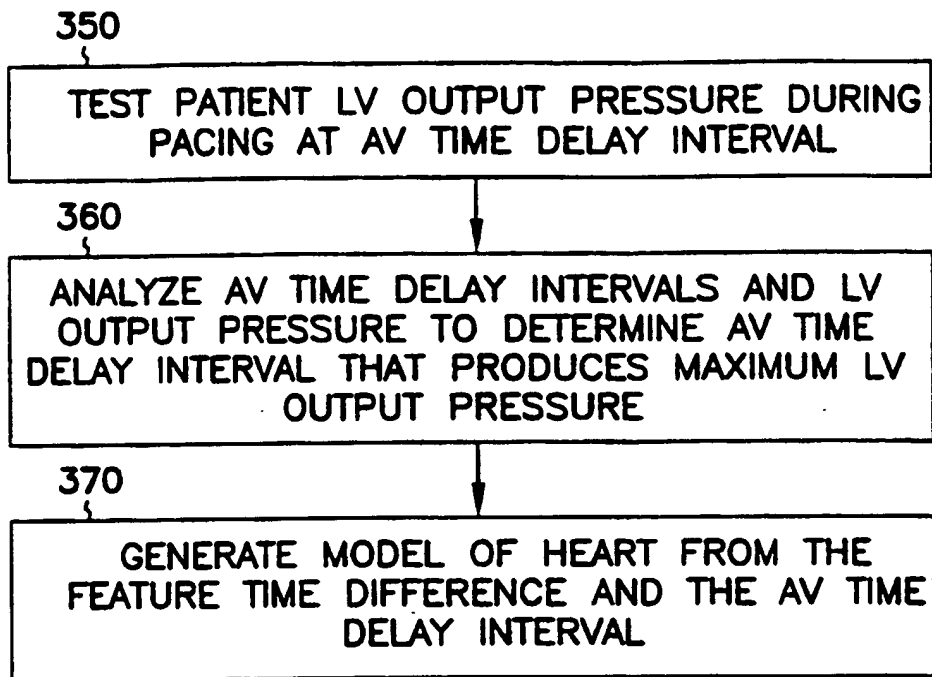 350
TEST PATIENT LV OUTPUT PRESSURE DURING
PACING AT AV TIME DELAY INTERVAL
360
ANALYZE AV TIME DELAY INTERVALS AND LV
OUTPUT PRESSURE TO DETERMINE AV TIME
DELAY INTERVAL THAT PRODUCES MAXIMUM LV
OUTPUT PRESSURE
370
GENERATE MODEL OF HEART FROM THE
FEATURE TIME DIFFERENCE AND THE AV TIME
DELAY INTERVAL